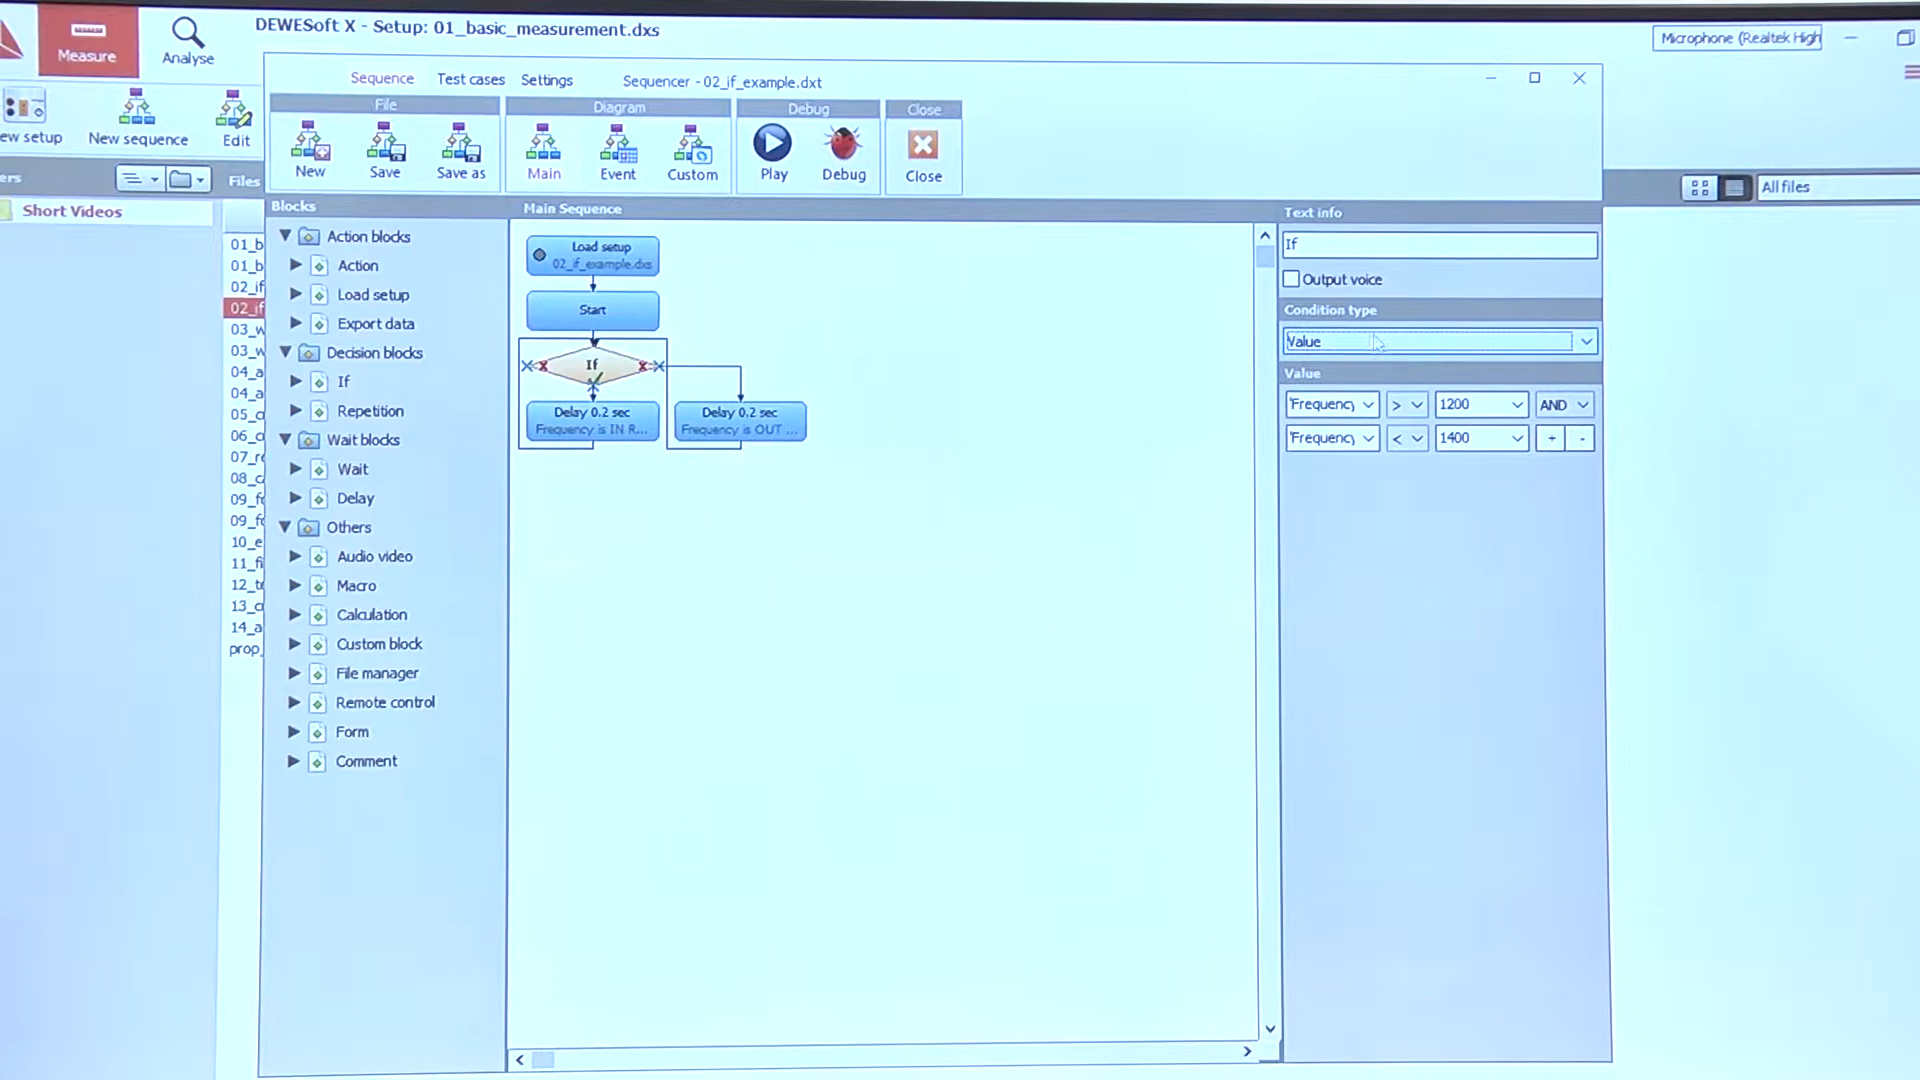 DEWESoft X - Setup: 01_basic_measurement.dxs
Microphone (Realtek High
Measure
Analyse
Sequence
Test cases
Settings
Sequencer - 02_if_example.dxt
File
Diagram
Debug
Close
ew setup
New sequence
Edit
New
Save
Save as
Main
Event
Custom
Play
Debug
Close
ers
Files
All files
Short Videos
Blocks
Main Sequence
Text info
Action blocks
Action
Load setup
Export data
Decision blocks
If
Repetition
Wait blocks
Wait
Delay
Others
Audio video
Macro
Calculation
Custom block
File manager
Remote control
Form
Comment
01_b
01_b
02_if
02_if
03_w
03_w
04_a
04_a
05_c
06_c
07_re
08_c
09_f
09_f
10_e
11_fi
12_t
13_c
14_a
prop_
Load setup
02_if_example.dxs
Start
If
Delay 0.2 sec
Frequency is IN R...
Delay 0.2 sec
Frequency is OUT ...
If
Output voice
Condition type
Value
Value
'Frequency > 1200 AND
'Frequency < 1400 + -